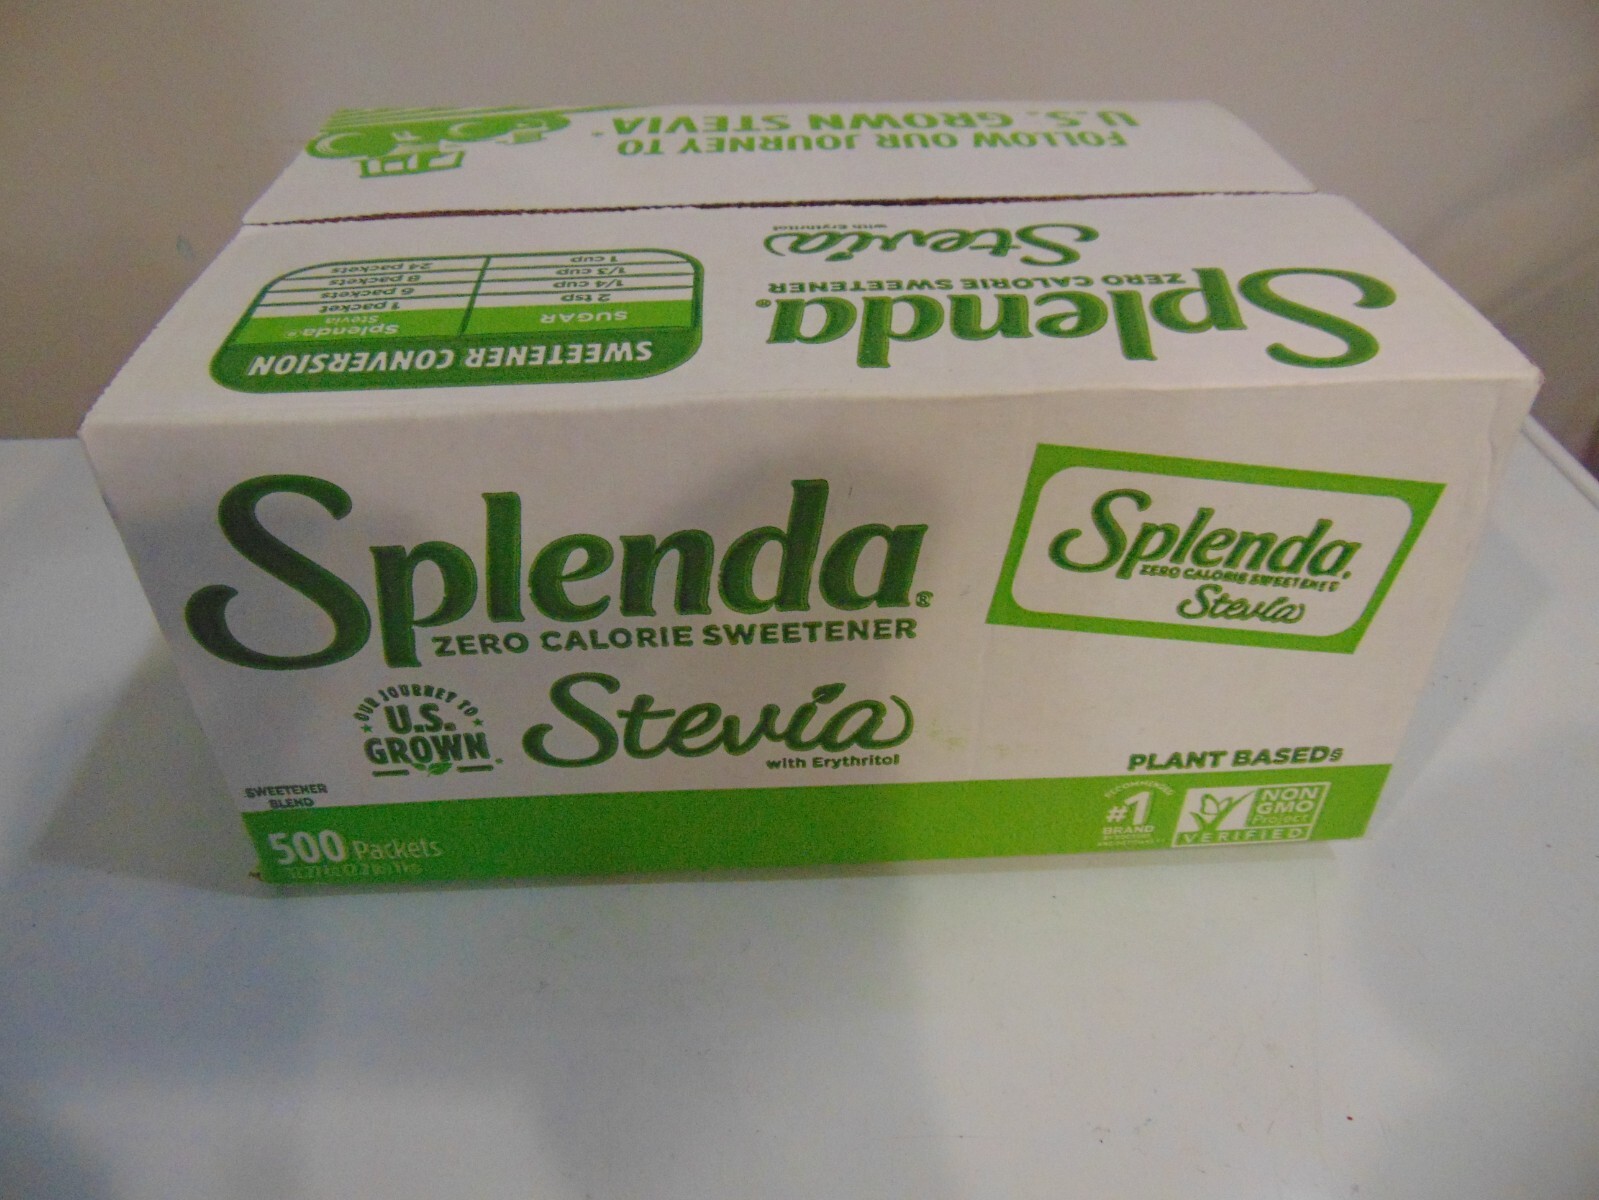 FOLLOW OUR JOURNEY TO
U.S. GROWN STEVIA
Splenda®
ZERO CALORIE SWEETENER
Stevia
with Erythritol
SWEETENER CONVERSION
SUGAR Splenda® Stevia
2 tsp 1 packet
1/4 cup 6 packets
1/3 cup 8 packets
1 cup 24 packets
Splenda®
ZERO CALORIE SWEETENER
OUR JOURNEY TO
U.S.
GROWN
Stevia
with Erythritol
Splenda
ZERO CALORIE SWEETENER
Stevia
PLANT BASED§
SWEETENER
BLEND
500 Packets
RECOMMENDED
#1
BRAND
NON
GMO
Project
VERIFIED